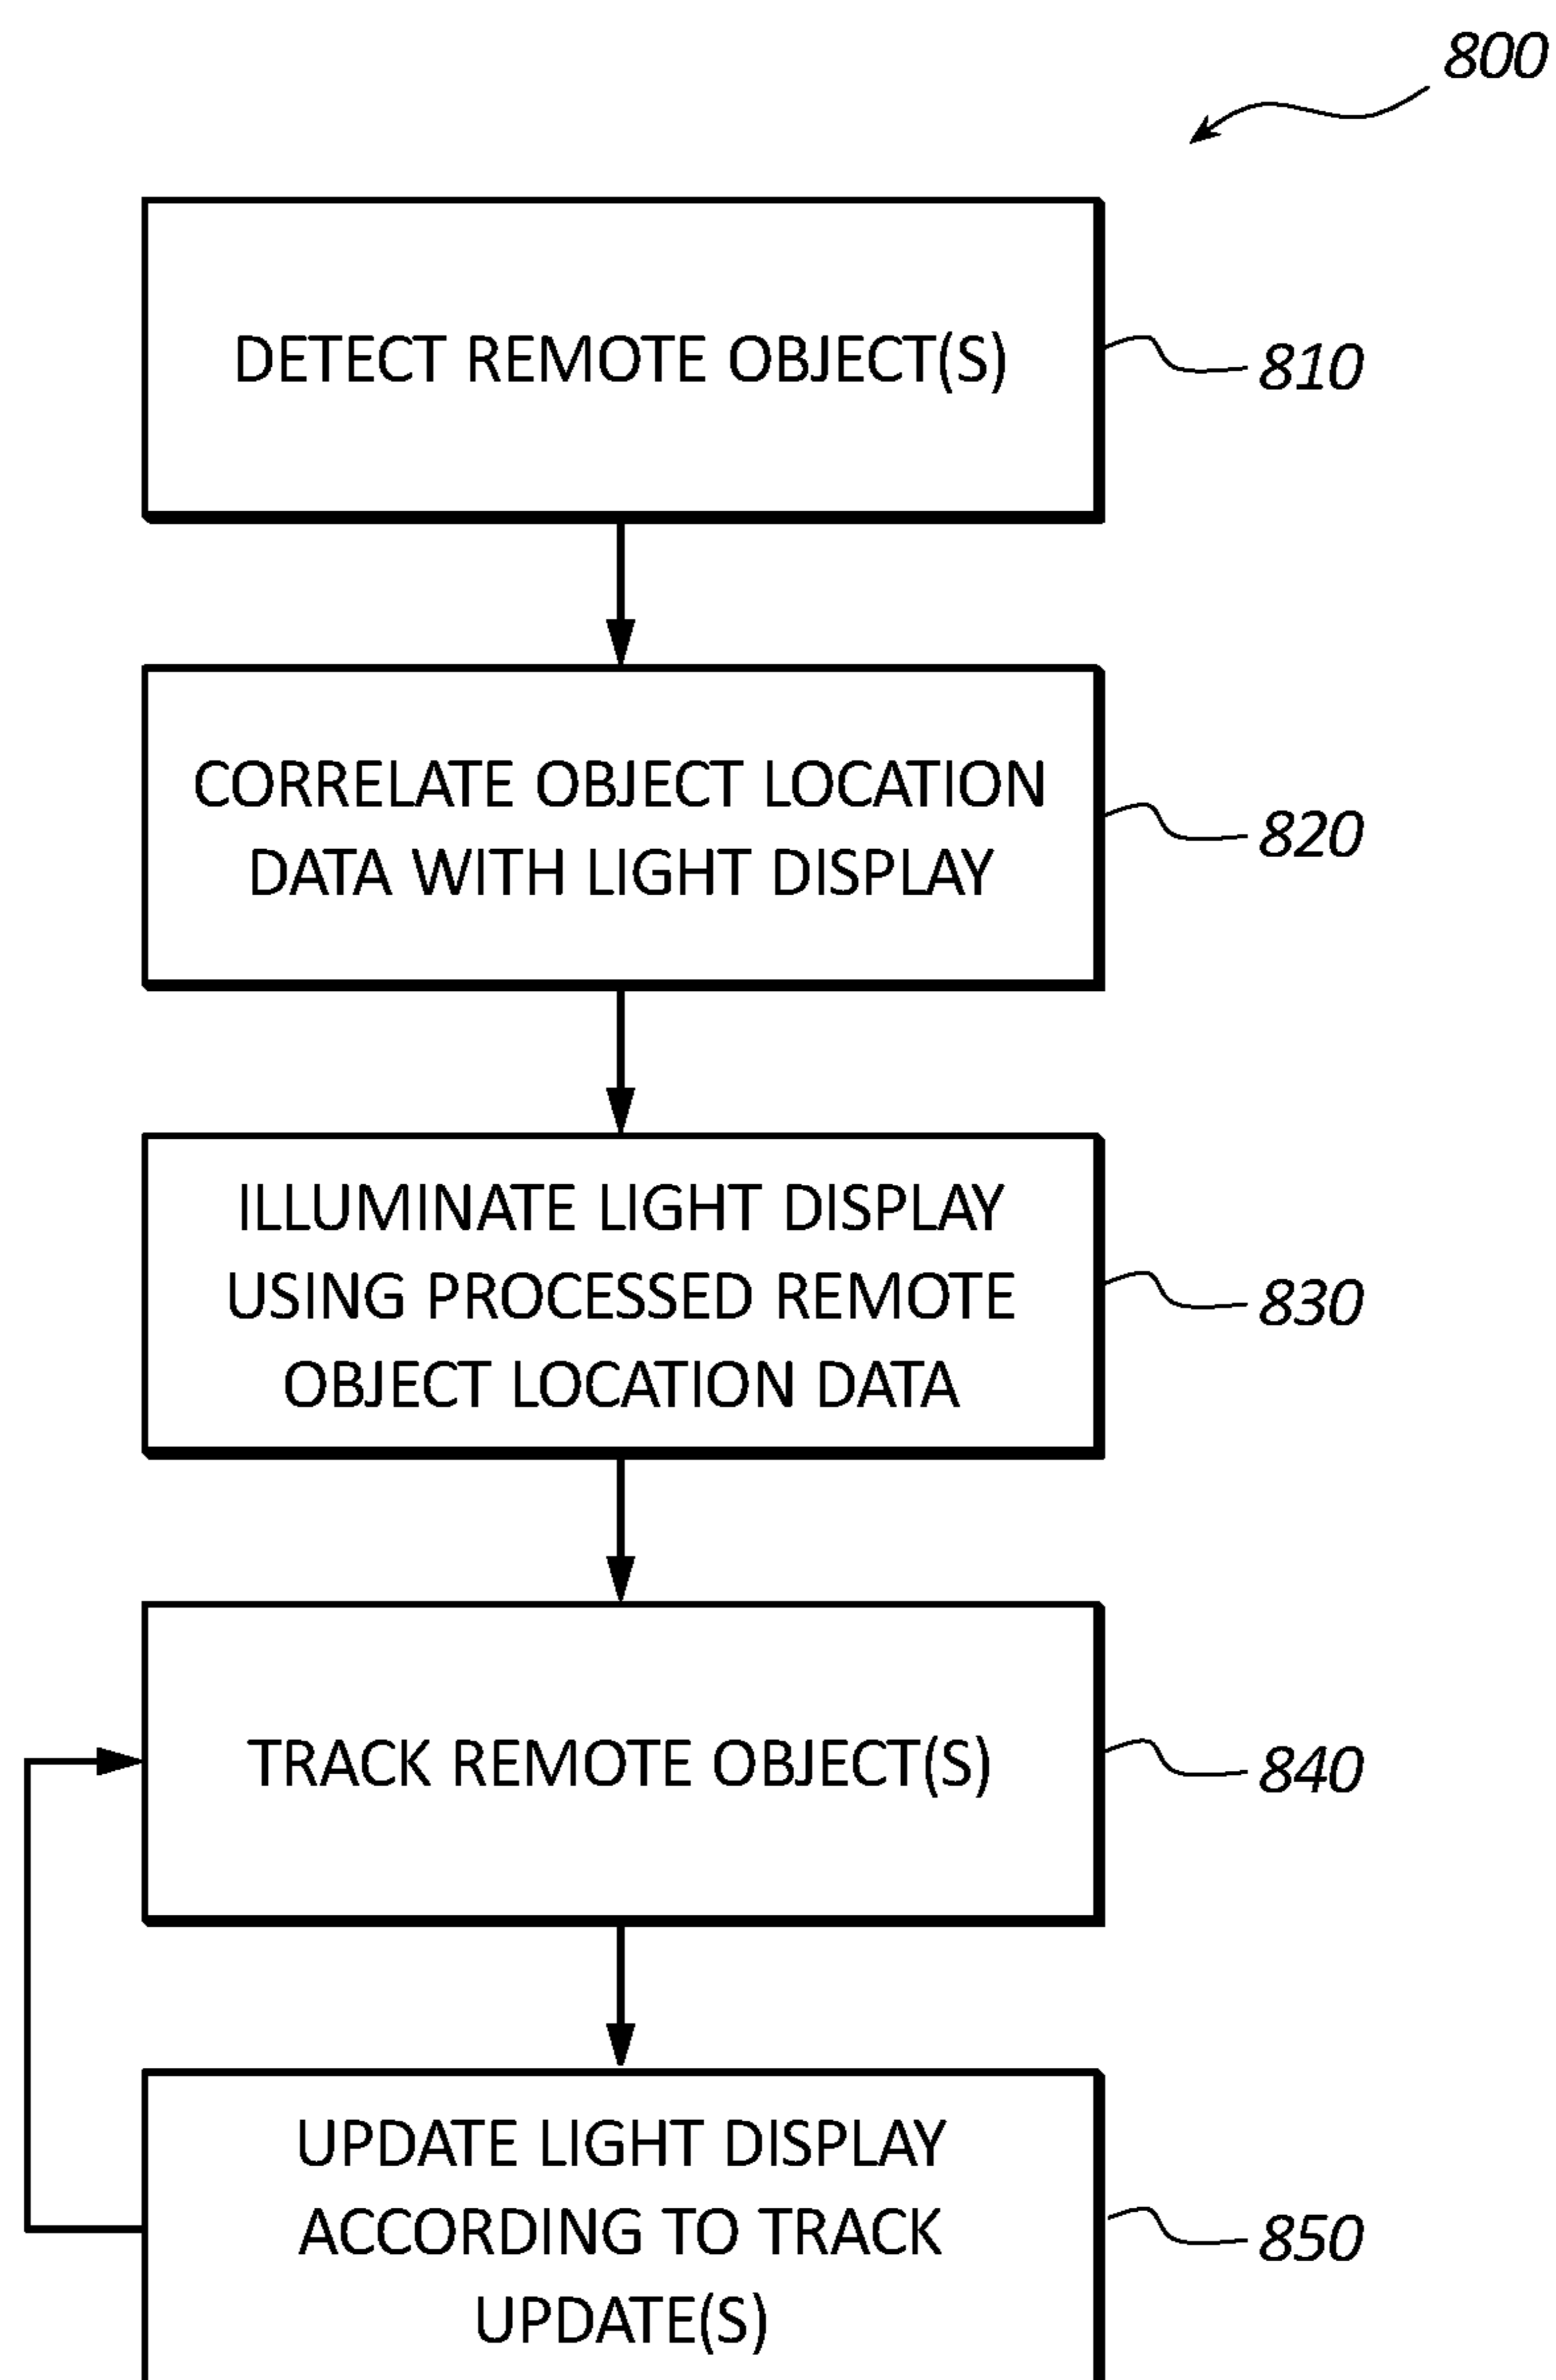 800
DETECT REMOTE OBJECT(S)
810
CORRELATE OBJECT LOCATION
DATA WITH LIGHT DISPLAY
820
ILLUMINATE LIGHT DISPLAY
USING PROCESSED REMOTE
OBJECT LOCATION DATA
830
TRACK REMOTE OBJECT(S)
840
UPDATE LIGHT DISPLAY
ACCORDING TO TRACK
UPDATE(S)
850